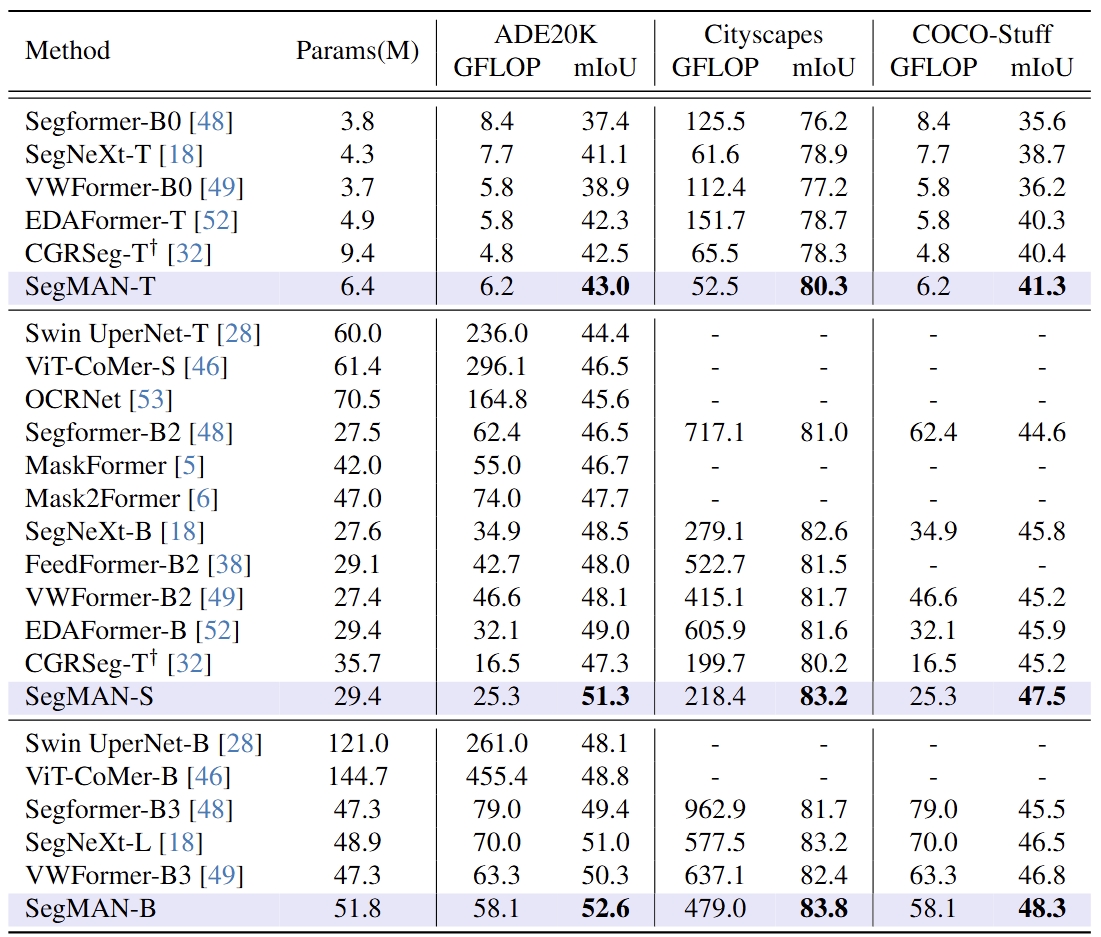 Method Params(M) ADE20K Cityscapes COCO-Stuff
GFLOP mIoU GFLOP mIoU GFLOP mIoU
Segformer-B0 [48] 3.8 8.4 37.4 125.5 76.2 8.4 35.6
SegNeXt-T [18] 4.3 7.7 41.1 61.6 78.9 7.7 38.7
VWFormer-B0 [49] 3.7 5.8 38.9 112.4 77.2 5.8 36.2
EDAFormer-T [52] 4.9 5.8 42.3 151.7 78.7 5.8 40.3
CGRSeg-T† [32] 9.4 4.8 42.5 65.5 78.3 4.8 40.4
SegMAN-T 6.4 6.2 43.0 52.5 80.3 6.2 41.3
Swin UperNet-T [28] 60.0 236.0 44.4 - - - -
ViT-CoMer-S [46] 61.4 296.1 46.5 - - - -
OCRNet [53] 70.5 164.8 45.6 - - - -
Segformer-B2 [48] 27.5 62.4 46.5 717.1 81.0 62.4 44.6
MaskFormer [5] 42.0 55.0 46.7 - - - -
Mask2Former [6] 47.0 74.0 47.7 - - - -
SegNeXt-B [18] 27.6 34.9 48.5 279.1 82.6 34.9 45.8
FeedFormer-B2 [38] 29.1 42.7 48.0 522.7 81.5 - -
VWFormer-B2 [49] 27.4 46.6 48.1 415.1 81.7 46.6 45.2
EDAFormer-B [52] 29.4 32.1 49.0 605.9 81.6 32.1 45.9
CGRSeg-T† [32] 35.7 16.5 47.3 199.7 80.2 16.5 45.2
SegMAN-S 29.4 25.3 51.3 218.4 83.2 25.3 47.5
Swin UperNet-B [28] 121.0 261.0 48.1 - - - -
ViT-CoMer-B [46] 144.7 455.4 48.8 - - - -
Segformer-B3 [48] 47.3 79.0 49.4 962.9 81.7 79.0 45.5
SegNeXt-L [18] 48.9 70.0 51.0 577.5 83.2 70.0 46.5
VWFormer-B3 [49] 47.3 63.3 50.3 637.1 82.4 63.3 46.8
SegMAN-B 51.8 58.1 52.6 479.0 83.8 58.1 48.3